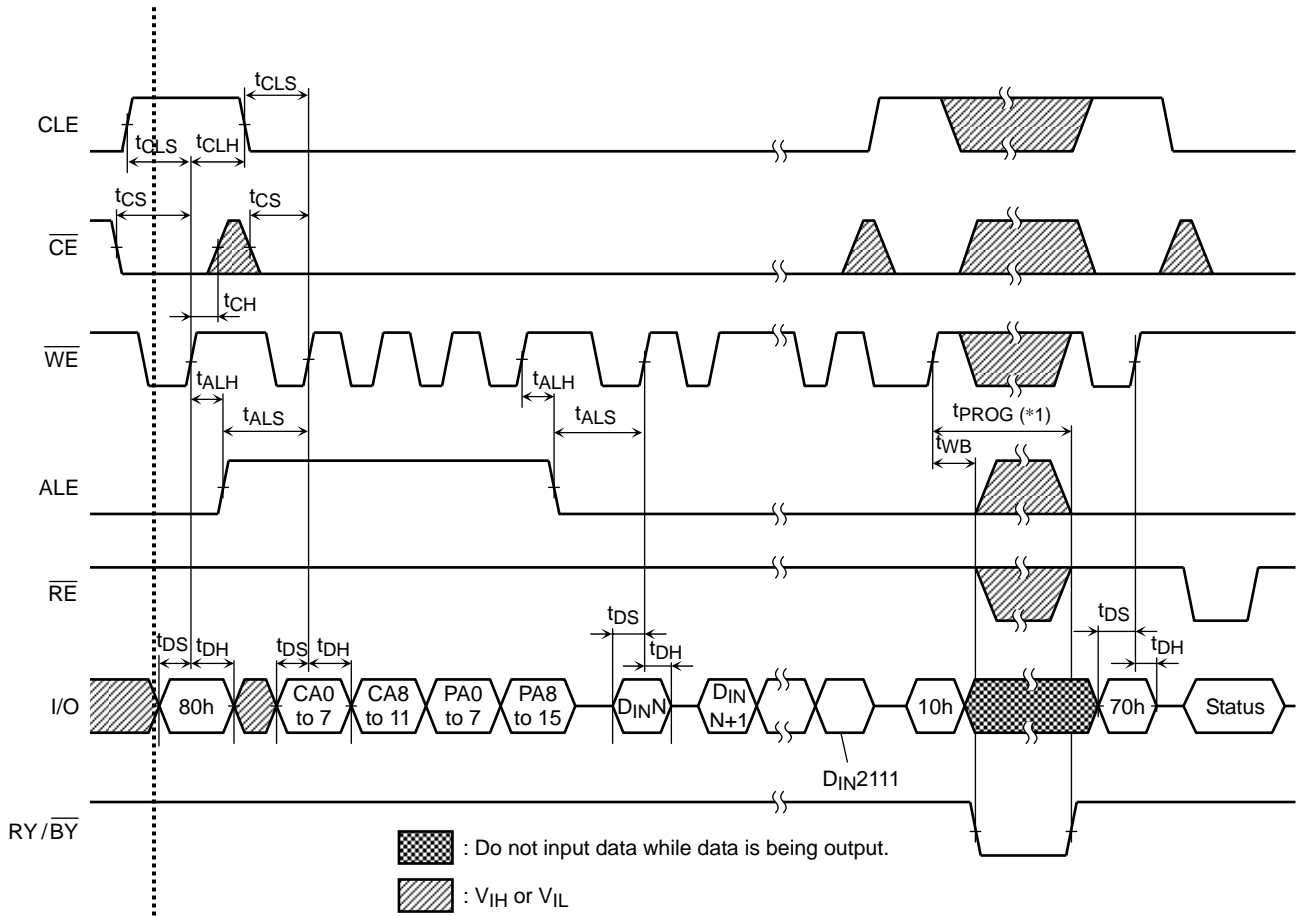 tCLS
CLE
tCLS tCLH
tCS tCS
CE
tCH
WE
tALH tALH
tALS tALS tPROG (*1)
tWB
ALE
RE
tDS tDH tDS tDH tDS tDH tDS tDH
I/O 80h CA0 to 7 CA8 to 11 PA0 to 7 PA8 to 15 DINN DIN N+1 10h 70h Status
DIN2111
RY/BY
: Do not input data while data is being output.
: VIH or VIL